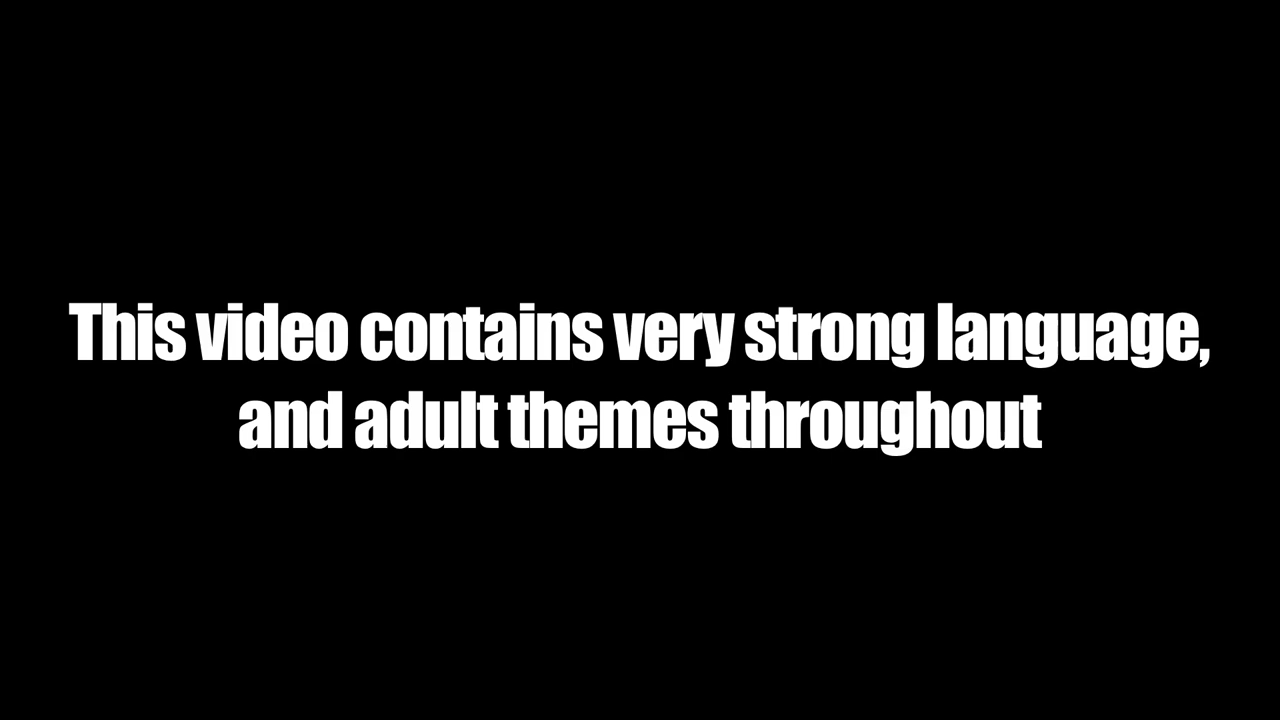 This video contains very strong language,
and adult themes throughout